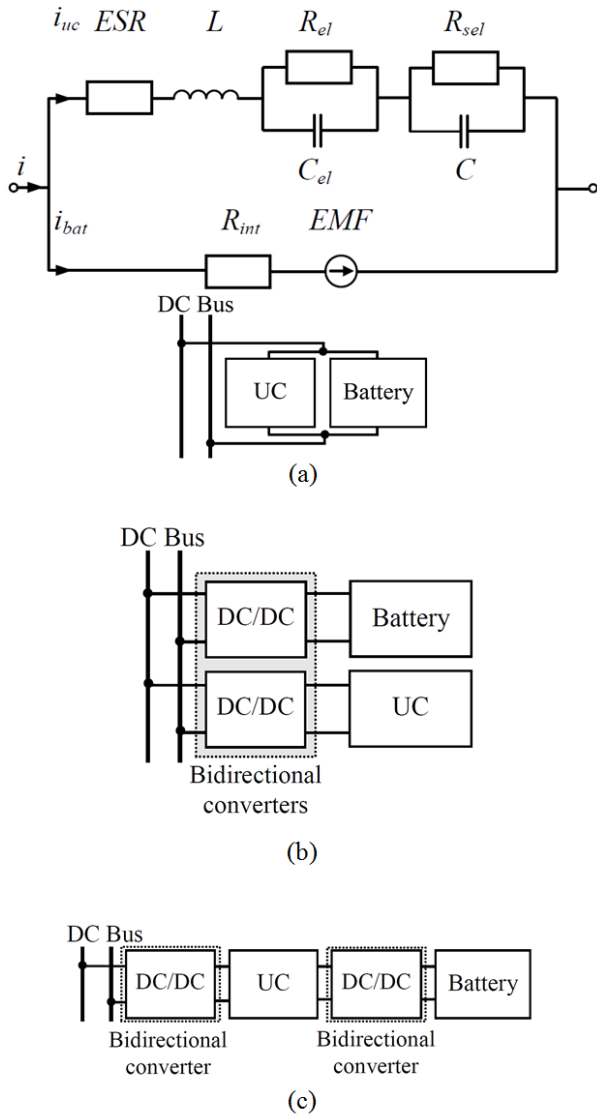 i_uc ESR L R_el R_sel
C_el C
i
i_bat R_int EMF
DC Bus
UC Battery
(a)
DC Bus
DC/DC Battery
DC/DC UC
Bidirectional
converters
(b)
DC Bus
DC/DC UC DC/DC Battery
Bidirectional Bidirectional
converter converter
(c)